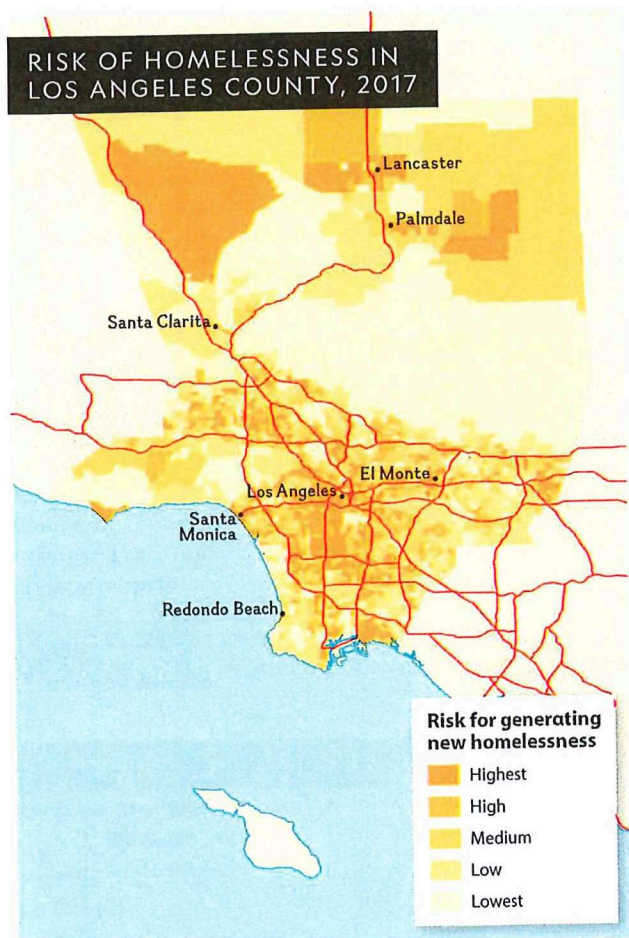 RISK OF HOMELESSNESS IN
LOS ANGELES COUNTY, 2017
Lancaster
Palmdale
Santa Clarita
El Monte
Los Angeles
Santa
Monica
Redondo Beach
Risk for generating
new homelessness
Highest
High
Medium
Low
Lowest